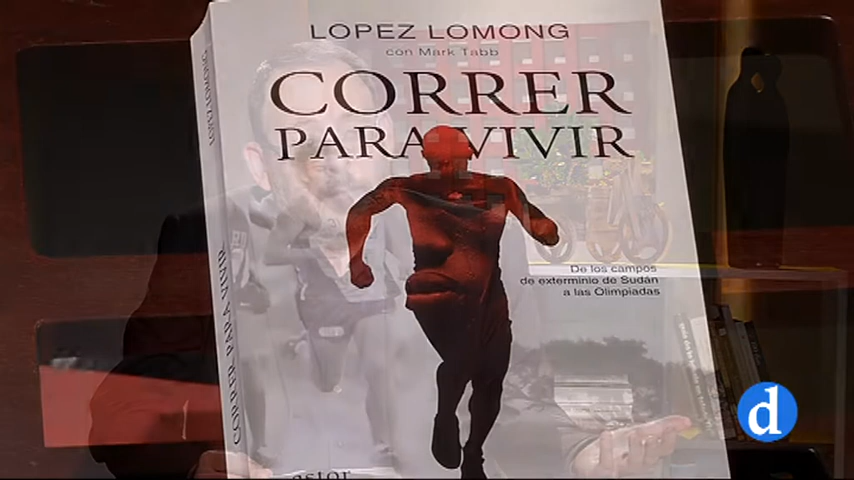 LOPEZ LOMONG
con Mark Tabb
CORRER
PARA VIVIR
De los campos
de exterminio de Sudán
a las Olimpiadas
CORRER PARA VIVIR
astor
d